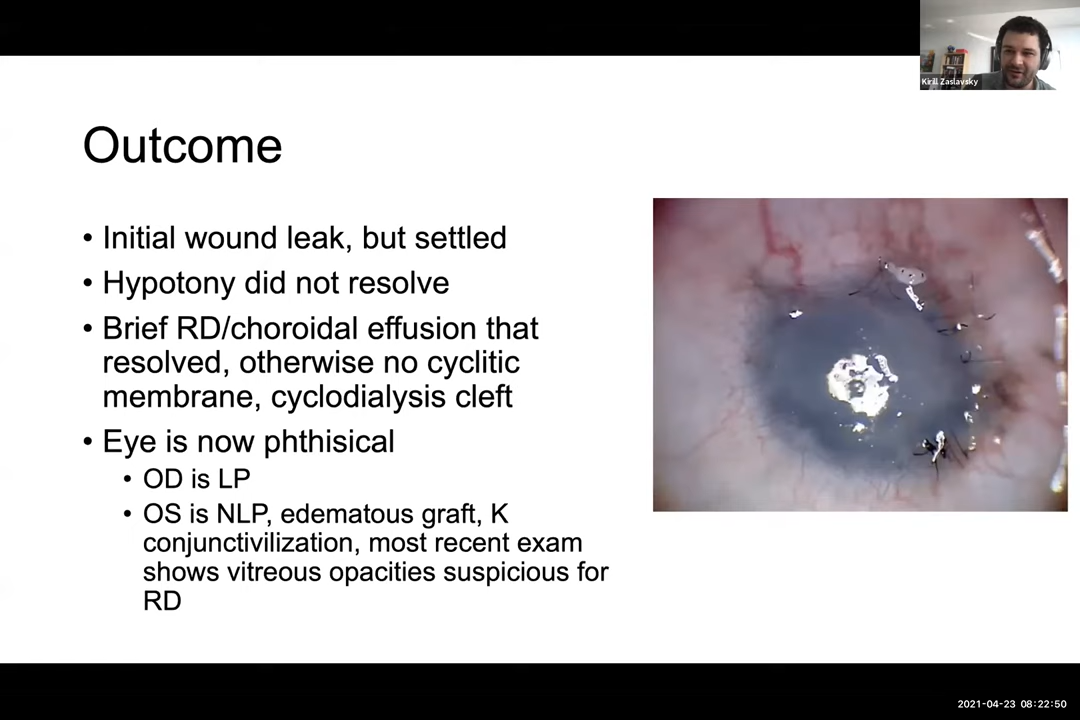 Kirill Zaslavsky
Outcome
• Initial wound leak, but settled
• Hypotony did not resolve
• Brief RD/choroidal effusion that
resolved, otherwise no cyclitic
membrane, cyclodialysis cleft
• Eye is now phthisical
• OD is LP
• OS is NLP, edematous graft, K
conjunctivilization, most recent exam
shows vitreous opacities suspicious for
RD
2021-04-23 08:22:50